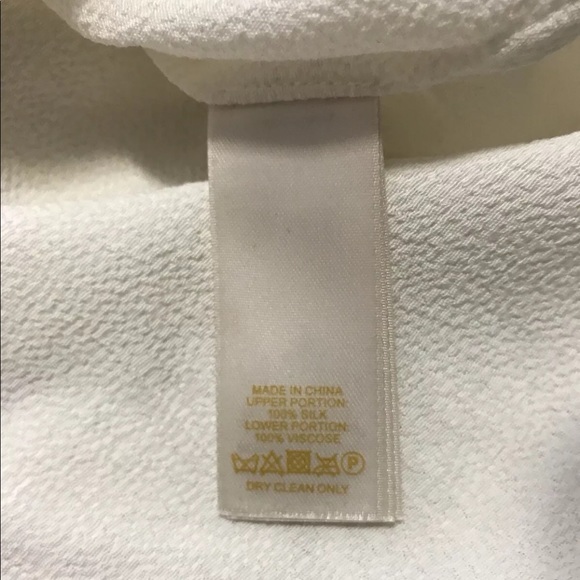 MADE IN CHINA
UPPER PORTION:
100% SILK
LOWER PORTION:
100% VISCOSE
P
DRY CLEAN ONLY